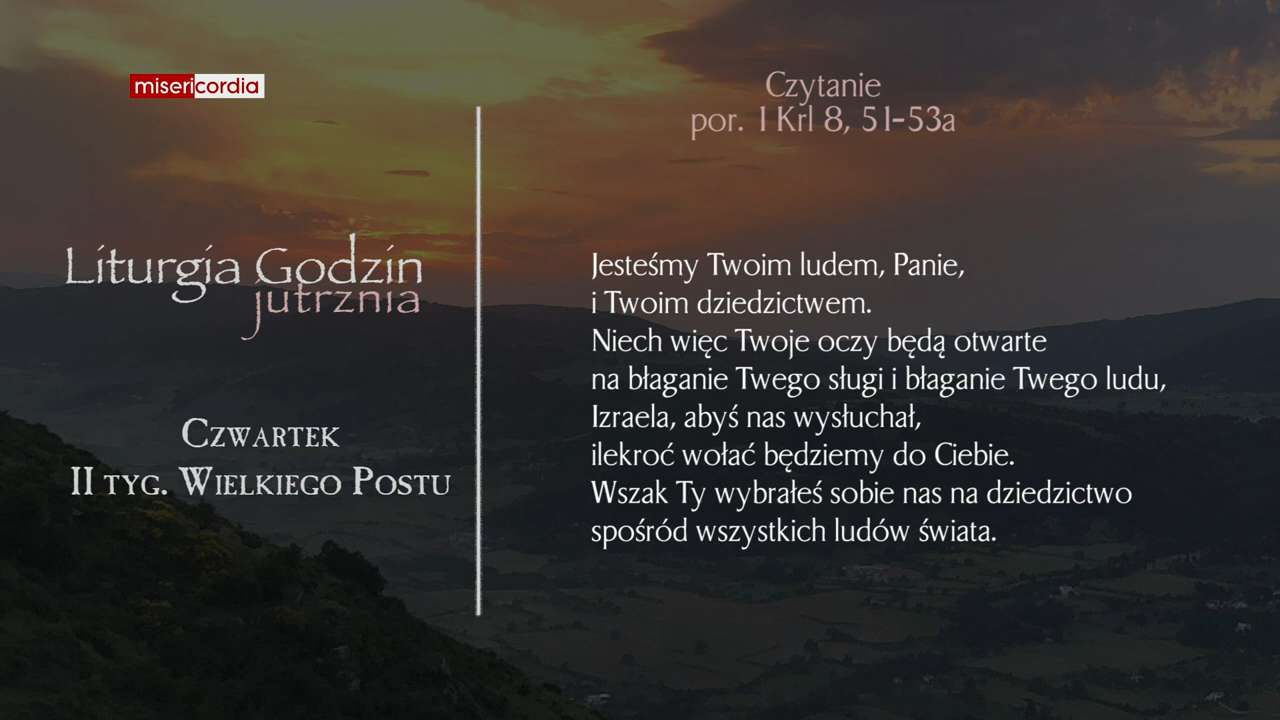 misericordia
Liturgia Godzin
jutrznia
Czwartek
II tyg. Wielkiego Postu
Czytanie
por. 1 Krl 8, 51-53a
Jesteśmy Twoim ludem, Panie,
i Twoim dziedzictwem.
Niech więc Twoje oczy będą otwarte
na błaganie Twego sługi i błaganie Twego ludu,
Izraela, abyś nas wysłuchał,
ilekroć wołać będziemy do Ciebie.
Wszak Ty wybrałeś sobie nas na dziedzictwo
spośród wszystkich ludów świata.